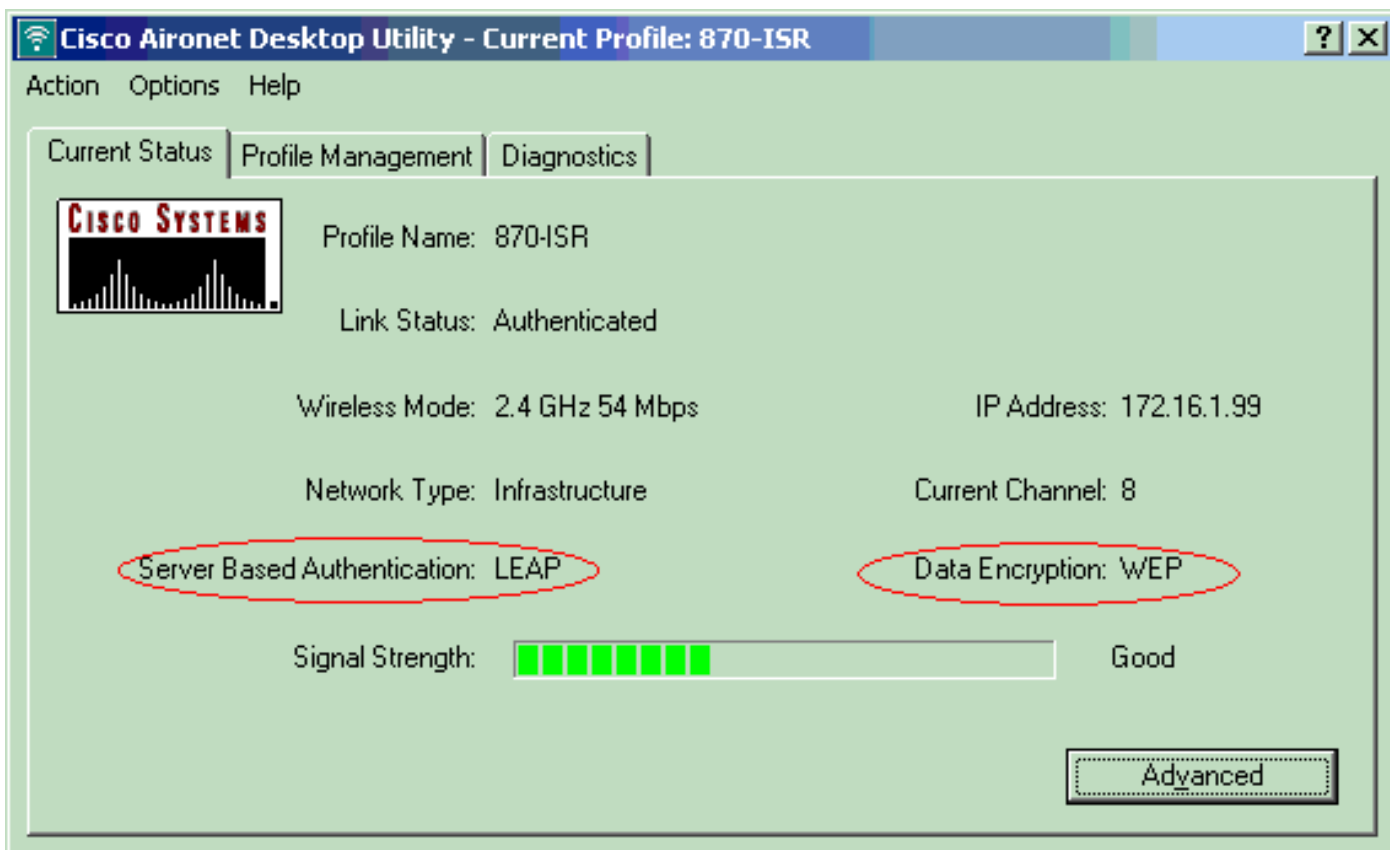 Cisco Aironet Desktop Utility - Current Profile: 870-ISR
? X
Action Options Help
Current Status Profile Management Diagnostics
CISCO SYSTEMS
Profile Name: 870-ISR
Link Status: Authenticated
Wireless Mode: 2.4 GHz 54 Mbps IP Address: 172.16.1.99
Network Type: Infrastructure Current Channel: 8
Server Based Authentication: LEAP Data Encryption: WEP
Signal Strength: Good
Advanced